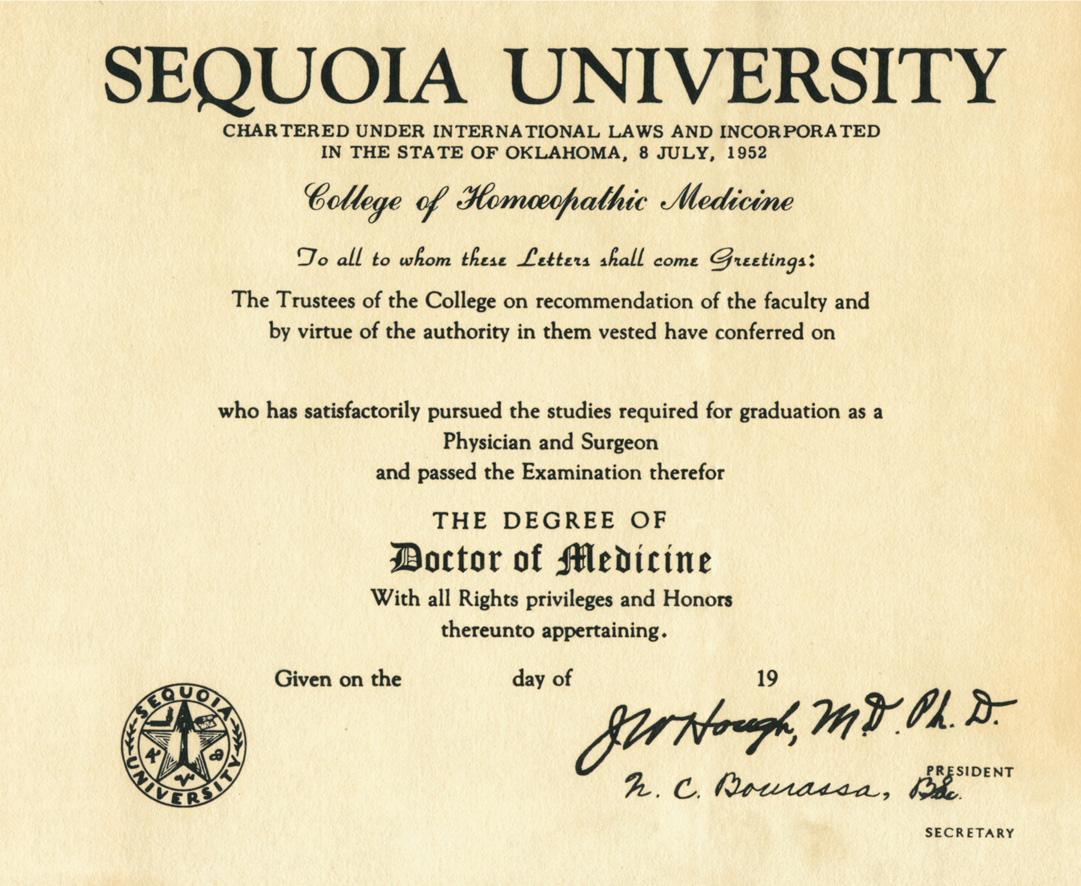 SEQUOIA UNIVERSITY
CHARTERED UNDER INTERNATIONAL LAWS AND INCORPORATED
IN THE STATE OF OKLAHOMA, 8 JULY, 1952
College of Homœopathic Medicine
To all to whom these Letters shall come Greetings:
The Trustees of the College on recommendation of the faculty and
by virtue of the authority in them vested have conferred on
who has satisfactorily pursued the studies required for graduation as a
Physician and Surgeon
and passed the Examination therefor
THE DEGREE OF
Doctor of Medicine
With all Rights privileges and Honors
thereunto appertaining.
Given on the day of 19
SEQUOIA
UNIVERSITY
J W Hough, M.D. Ph. D.
PRESIDENT
N. C. Bourassa, BSc.
SECRETARY